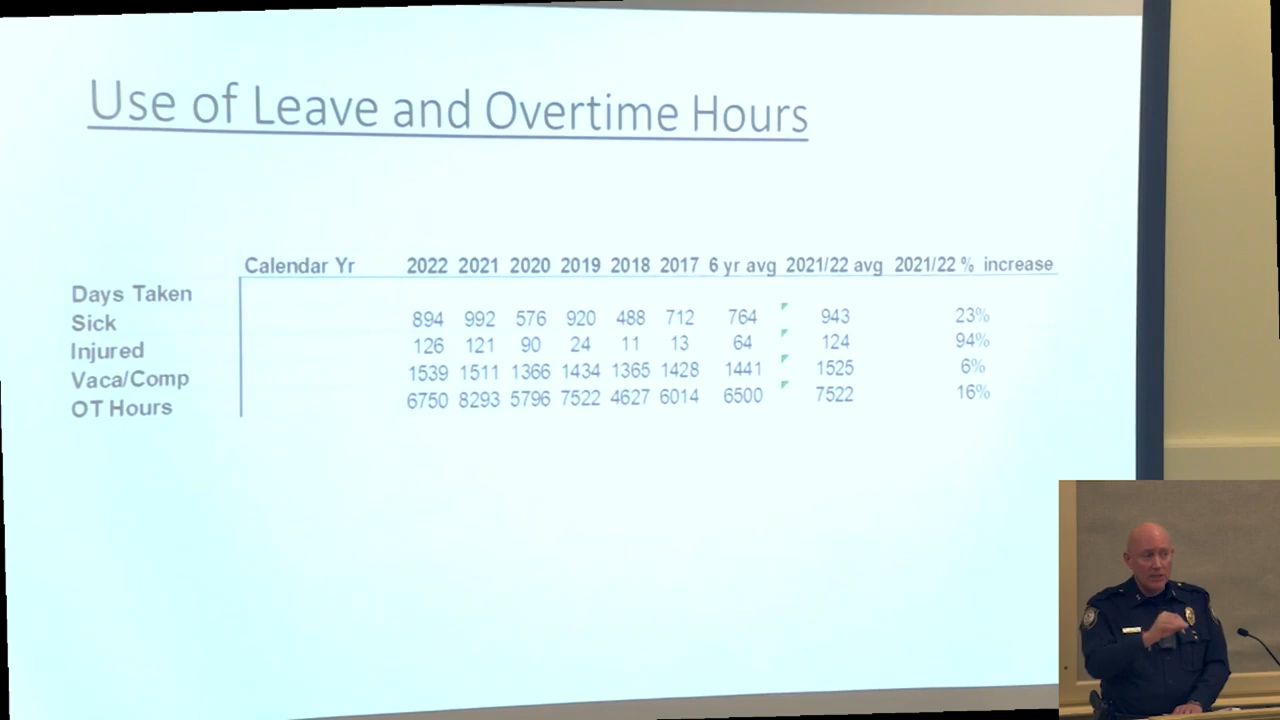 Use of Leave and Overtime Hours
Calendar Yr 2022 2021 2020 2019 2018 2017 6 yr avg 2021/22 avg 2021/22 % increase
Days Taken
Sick 894 992 576 920 488 712 764 943 23%
Injured 126 121 90 24 11 13 64 124 94%
Vaca/Comp 1539 1511 1366 1434 1365 1428 1441 1525 6%
OT Hours 6750 8293 5796 7522 4627 6014 6500 7522 16%